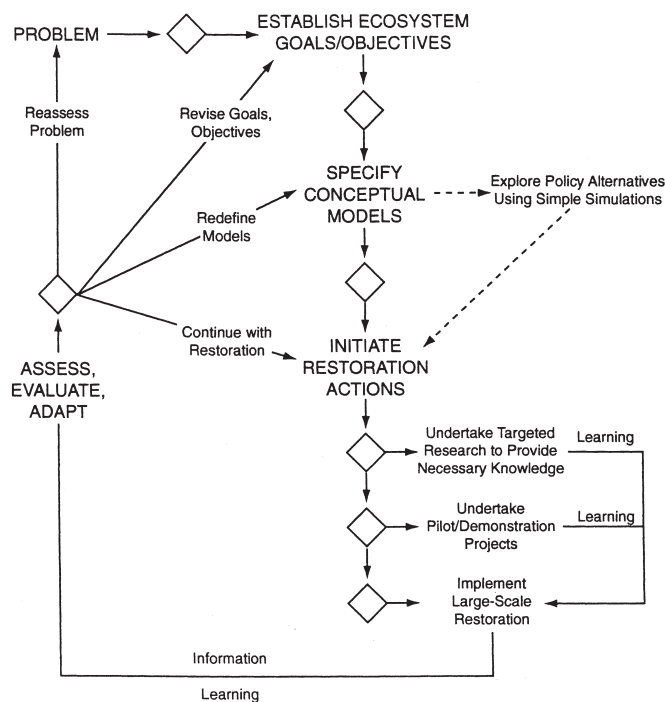 PROBLEM
ESTABLISH ECOSYSTEM
GOALS/OBJECTIVES
Reassess
Problem
Revise Goals,
Objectives
SPECIFY
CONCEPTUAL
MODELS
Explore Policy Alternatives
Using Simple Simulations
Redefine
Models
Continue with
Restoration
INITIATE
RESTORATION
ACTIONS
ASSESS,
EVALUATE,
ADAPT
Undertake Targeted
Research to Provide
Necessary Knowledge
Learning
Undertake
Pilot/Demonstration
Projects
Learning
Implement
Large-Scale
Restoration
Information
Learning